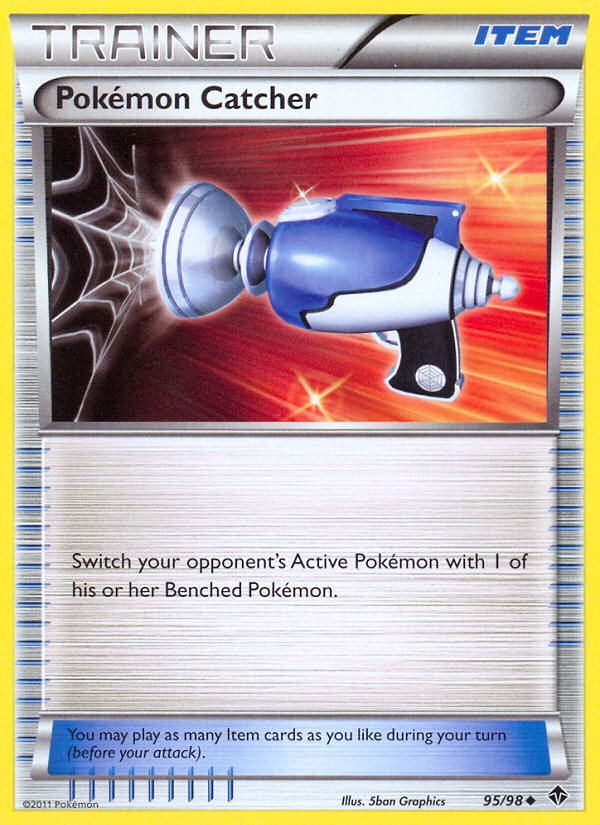 TRAINER
ITEM
Pokémon Catcher
Switch your opponent's Active Pokémon with 1 of
his or her Benched Pokémon.
You may play as many Item cards as you like during your turn
(before your attack).
©2011 Pokémon
Illus. 5ban Graphics
95/98